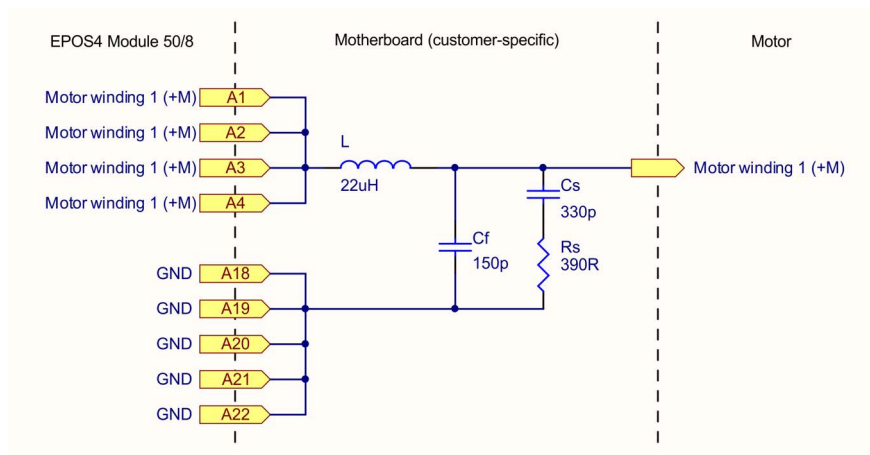 EPOS4 Module 50/8
Motherboard (customer-specific)
Motor
Motor winding 1 (+M) A1
Motor winding 1 (+M) A2
Motor winding 1 (+M) A3
Motor winding 1 (+M) A4
L
22uH
Motor winding 1 (+M)
Cs
330p
Cf
150p
Rs
390R
GND A18
GND A19
GND A20
GND A21
GND A22